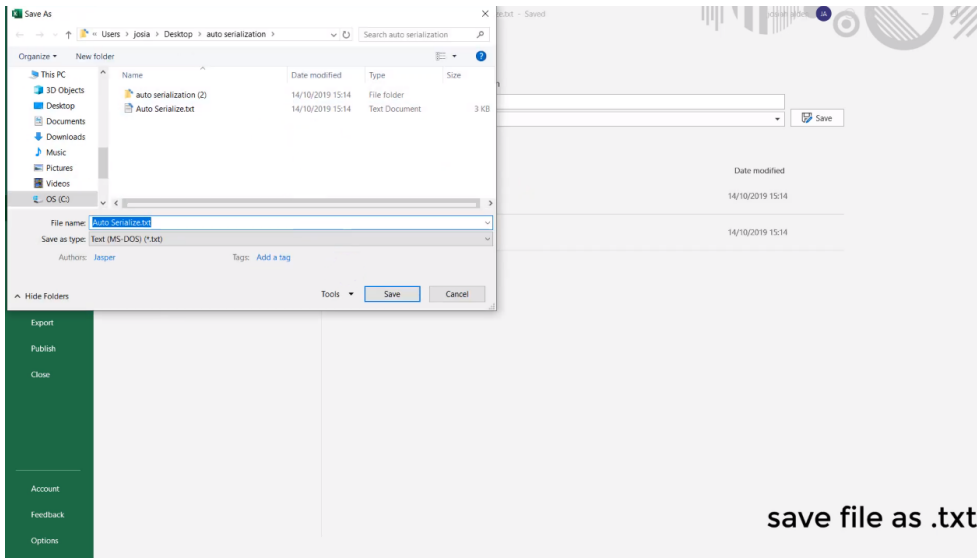 Save As
« Users › josia › Desktop › auto serialization ›
Search auto serialization
Organize
New folder
This PC
3D Objects
Desktop
Documents
Downloads
Music
Pictures
Videos
OS (C:)
Name Date modified Type Size
auto serialization (2) 14/10/2019 15:14 File folder
Auto Serialize.txt 14/10/2019 15:14 Text Document 3 KB
File name: Auto Serialize.txt
Save as type: Text (MS-DOS) (*.txt)
Authors: Jasper Tags: Add a tag
Hide Folders
Tools Save Cancel
- Saved
JA
Save
Date modified
14/10/2019 15:14
14/10/2019 15:14
Export
Publish
Close
Account
Feedback
Options
save file as .txt